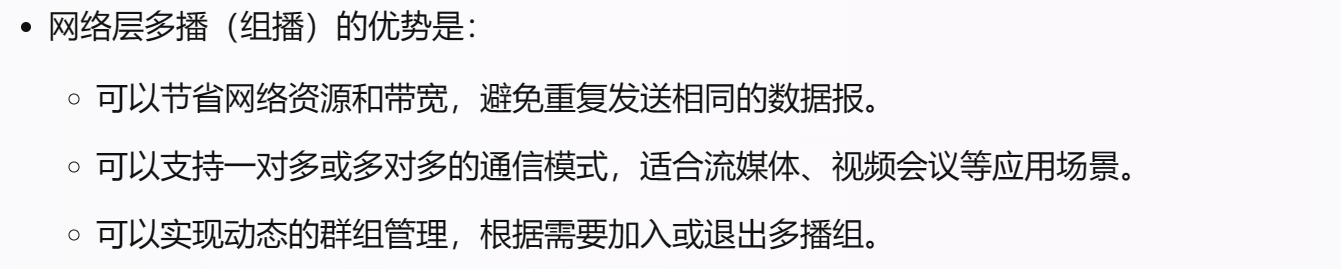 • 网络层多播（组播）的优势是：
○ 可以节省网络资源和带宽，避免重复发送相同的数据报。
○ 可以支持一对多或多对多的通信模式，适合流媒体、视频会议等应用场景。
○ 可以实现动态的群组管理，根据需要加入或退出多播组。